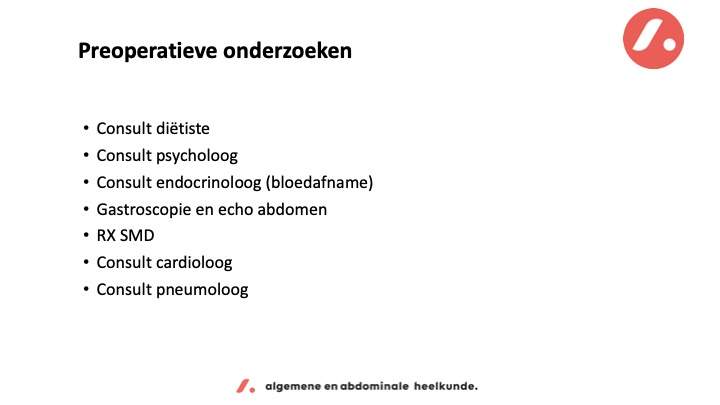 Preoperatieve onderzoeken
• Consult diëtiste
• Consult psycholoog
• Consult endocrinoloog (bloedafname)
• Gastroscopie en echo abdomen
• RX SMD
• Consult cardioloog
• Consult pneumoloog
algemene en abdominale heelkunde.